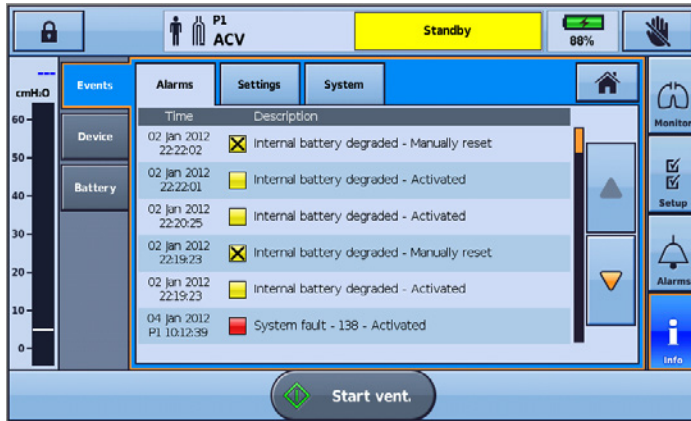 P1
ACV
Standby
88%
---
cmH2O
60
50
40
30
20
10
0
Events
Device
Battery
Alarms
Settings
System
Time
Description
02 Jan 2012
22:22:02
Internal battery degraded - Manually reset
02 Jan 2012
22:22:01
Internal battery degraded - Activated
02 Jan 2012
22:20:25
Internal battery degraded - Activated
02 Jan 2012
22:19:23
Internal battery degraded - Manually reset
02 Jan 2012
22:19:23
Internal battery degraded - Activated
04 Jan 2012
P1 10:12:39
System fault - 138 - Activated
Monitor
Setup
Alarms
i
Info
Start vent.